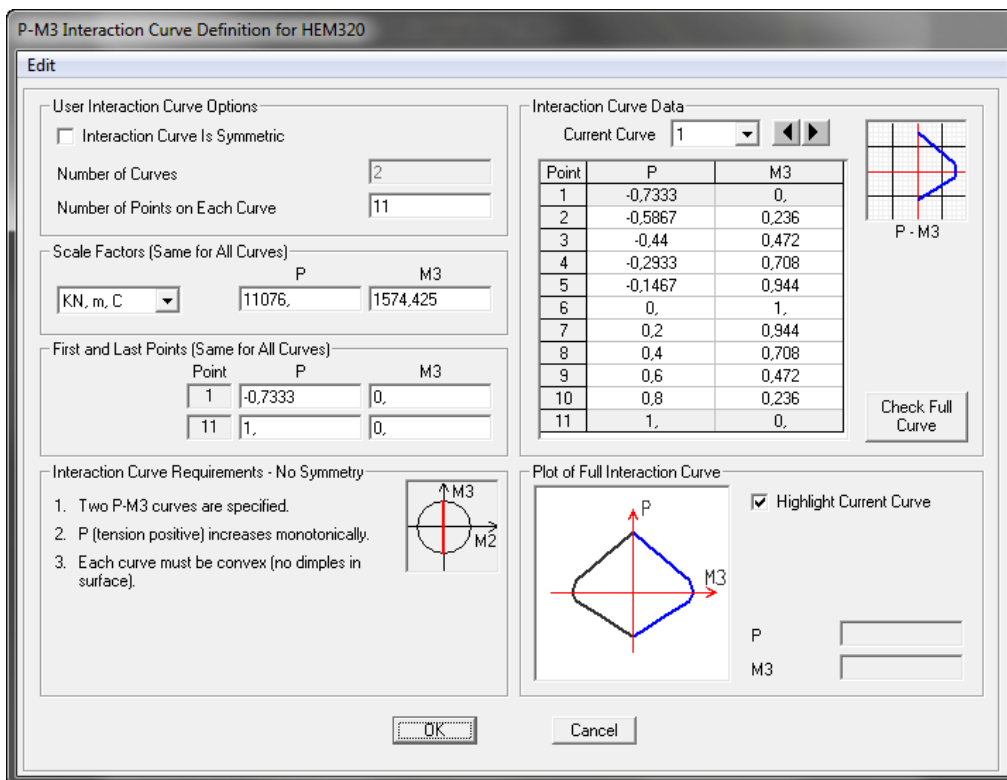 P-M3 Interaction Curve Definition for HEM320
Edit
User Interaction Curve Options
Interaction Curve Is Symmetric
Number of Curves 2
Number of Points on Each Curve 11
Scale Factors (Same for All Curves)
P M3
KN, m, C 11076, 1574,425
First and Last Points (Same for All Curves)
Point P M3
1 -0,7333 0,
11 1, 0,
Interaction Curve Requirements - No Symmetry
1. Two P-M3 curves are specified.
2. P (tension positive) increases monotonically.
3. Each curve must be convex (no dimples in
surface).
M3
M2
Interaction Curve Data
Current Curve 1
Point P M3
1 -0,7333 0,
2 -0,5867 0,236
3 -0,44 0,472
4 -0,2933 0,708
5 -0,1467 0,944
6 0, 1,
7 0,2 0,944
8 0,4 0,708
9 0,6 0,472
10 0,8 0,236
11 1, 0,
P - M3
Check Full
Curve
Plot of Full Interaction Curve
P
M3
Highlight Current Curve
P
M3
OK
Cancel